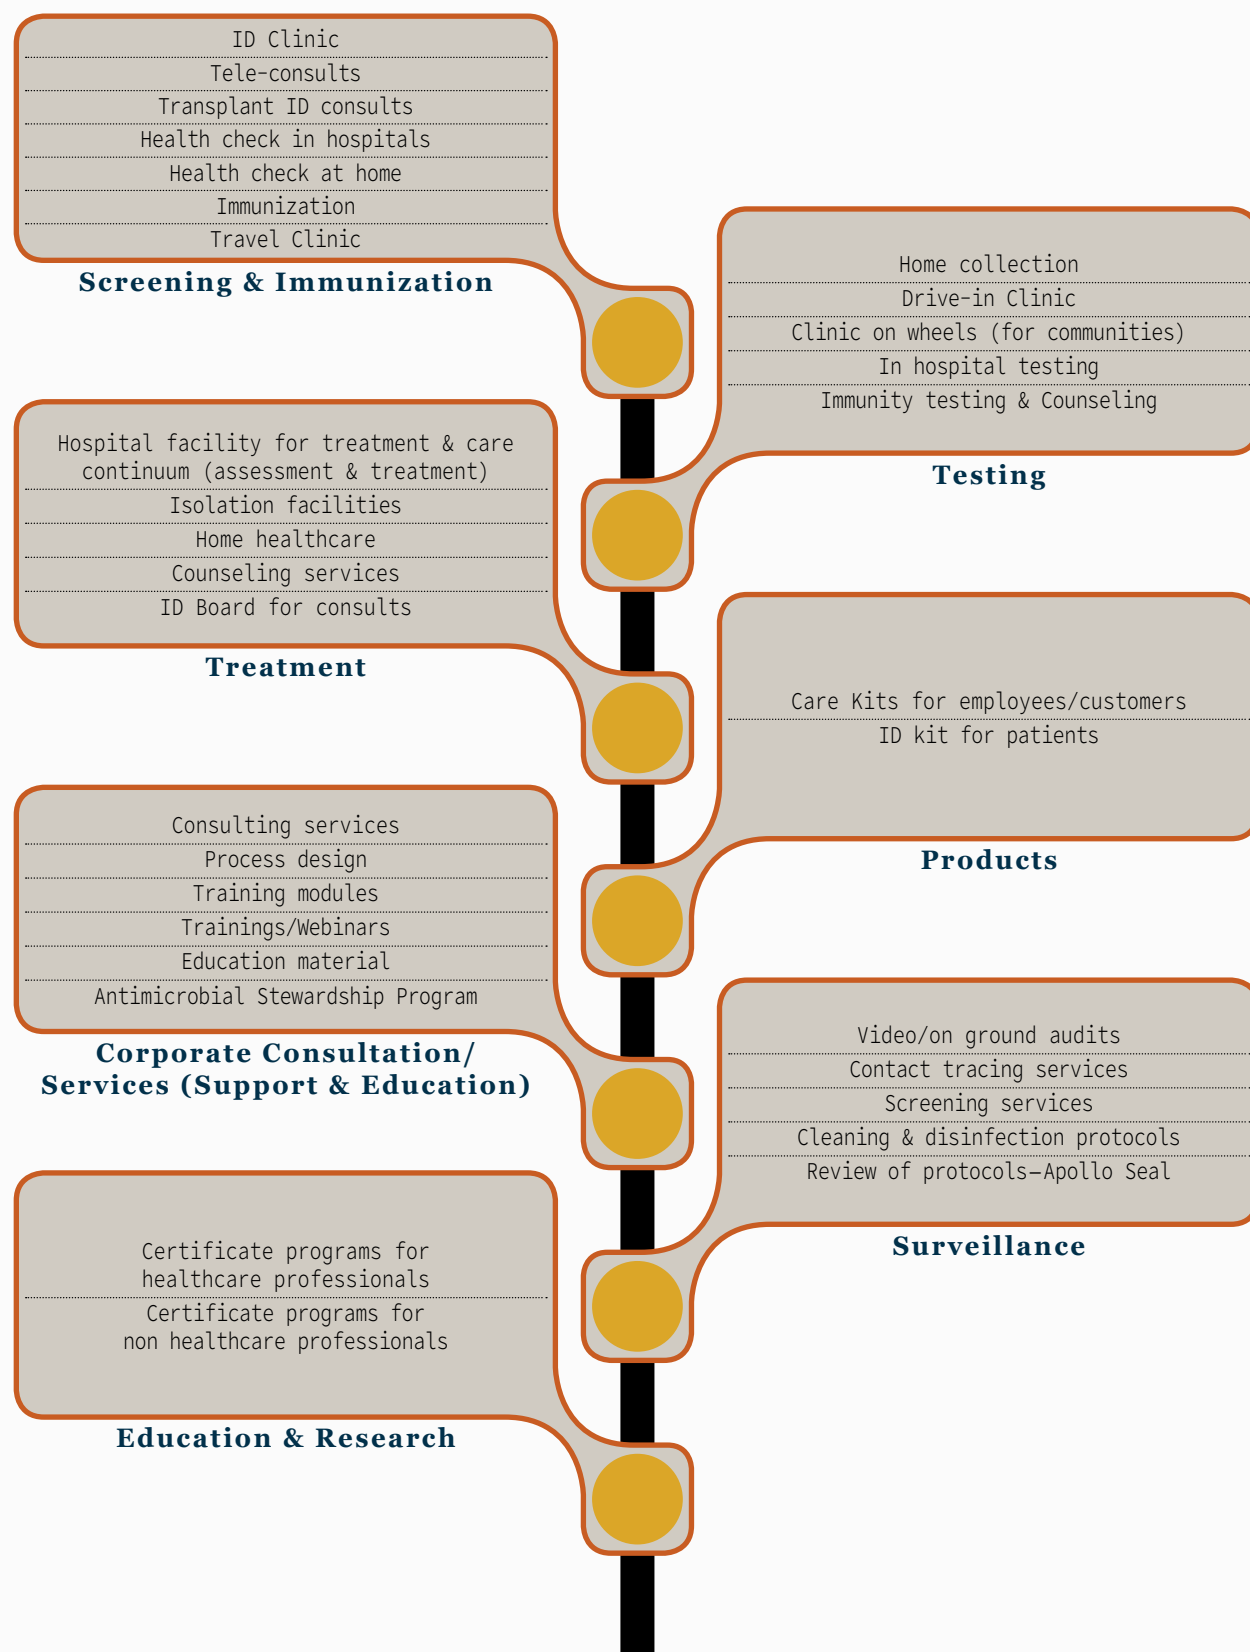 ID Clinic
Tele-consults
Transplant ID consults
Health check in hospitals
Health check at home
Immunization
Travel Clinic
Screening & Immunization
Home collection
Drive-in Clinic
Clinic on wheels (for communities)
In hospital testing
Immunity testing & Counseling
Testing
Hospital facility for treatment & care
continuum (assessment & treatment)
Isolation facilities
Home healthcare
Counseling services
ID Board for consults
Treatment
Care Kits for employees/customers
ID kit for patients
Products
Consulting services
Process design
Training modules
Trainings/Webinars
Education material
Antimicrobial Stewardship Program
Corporate Consultation/
Services (Support & Education)
Video/on ground audits
Contact tracing services
Screening services
Cleaning & disinfection protocols
Review of protocols–Apollo Seal
Surveillance
Certificate programs for
healthcare professionals
Certificate programs for
non healthcare professionals
Education & Research